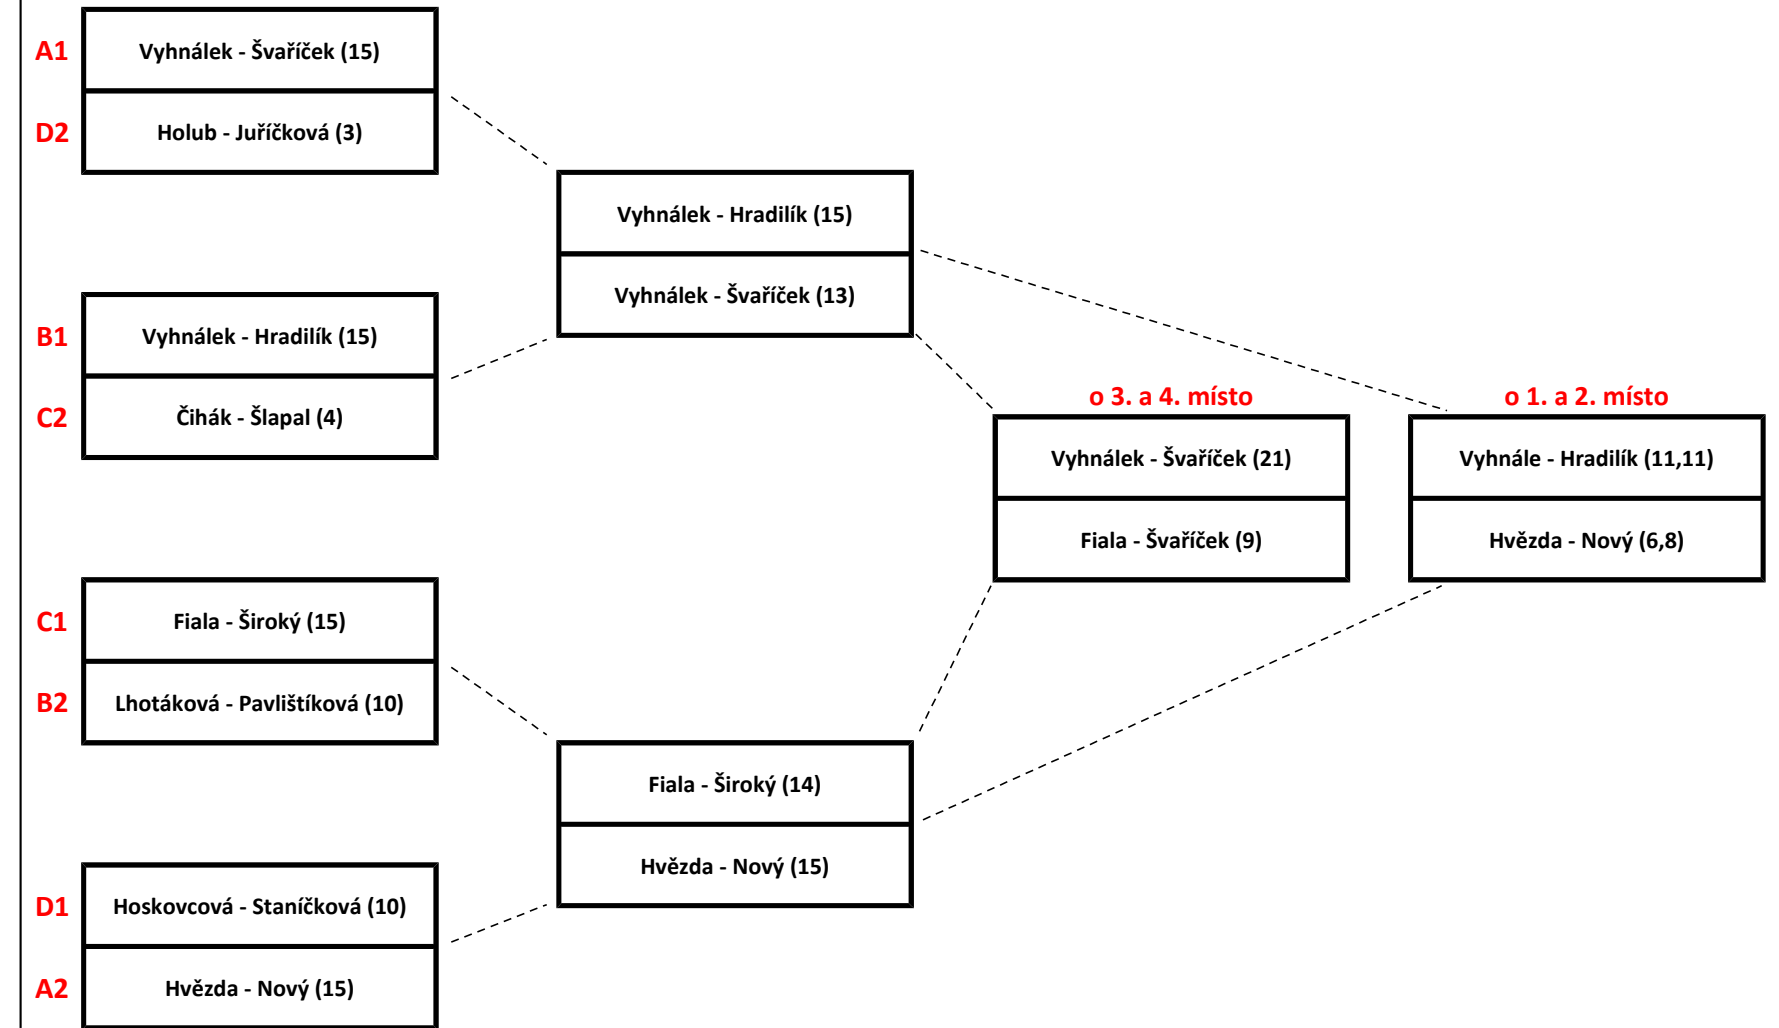 A1
Vyhnálek - Švaříček (15)
D2
Holub - Juříčková (3)
B1
Vyhnálek - Hradilík (15)
C2
Čihák - Šlapal (4)
C1
Fiala - Široký (15)
B2
Lhotáková - Pavlištíková (10)
D1
Hoskovcová - Staníčková (10)
A2
Hvězda - Nový (15)
Vyhnálek - Hradilík (15)
Vyhnálek - Švaříček (13)
Fiala - Široký (14)
Hvězda - Nový (15)
o 3. a 4. místo
Vyhnálek - Švaříček (21)
Fiala - Švaříček (9)
o 1. a 2. místo
Vyhnále - Hradilík (11,11)
Hvězda - Nový (6,8)